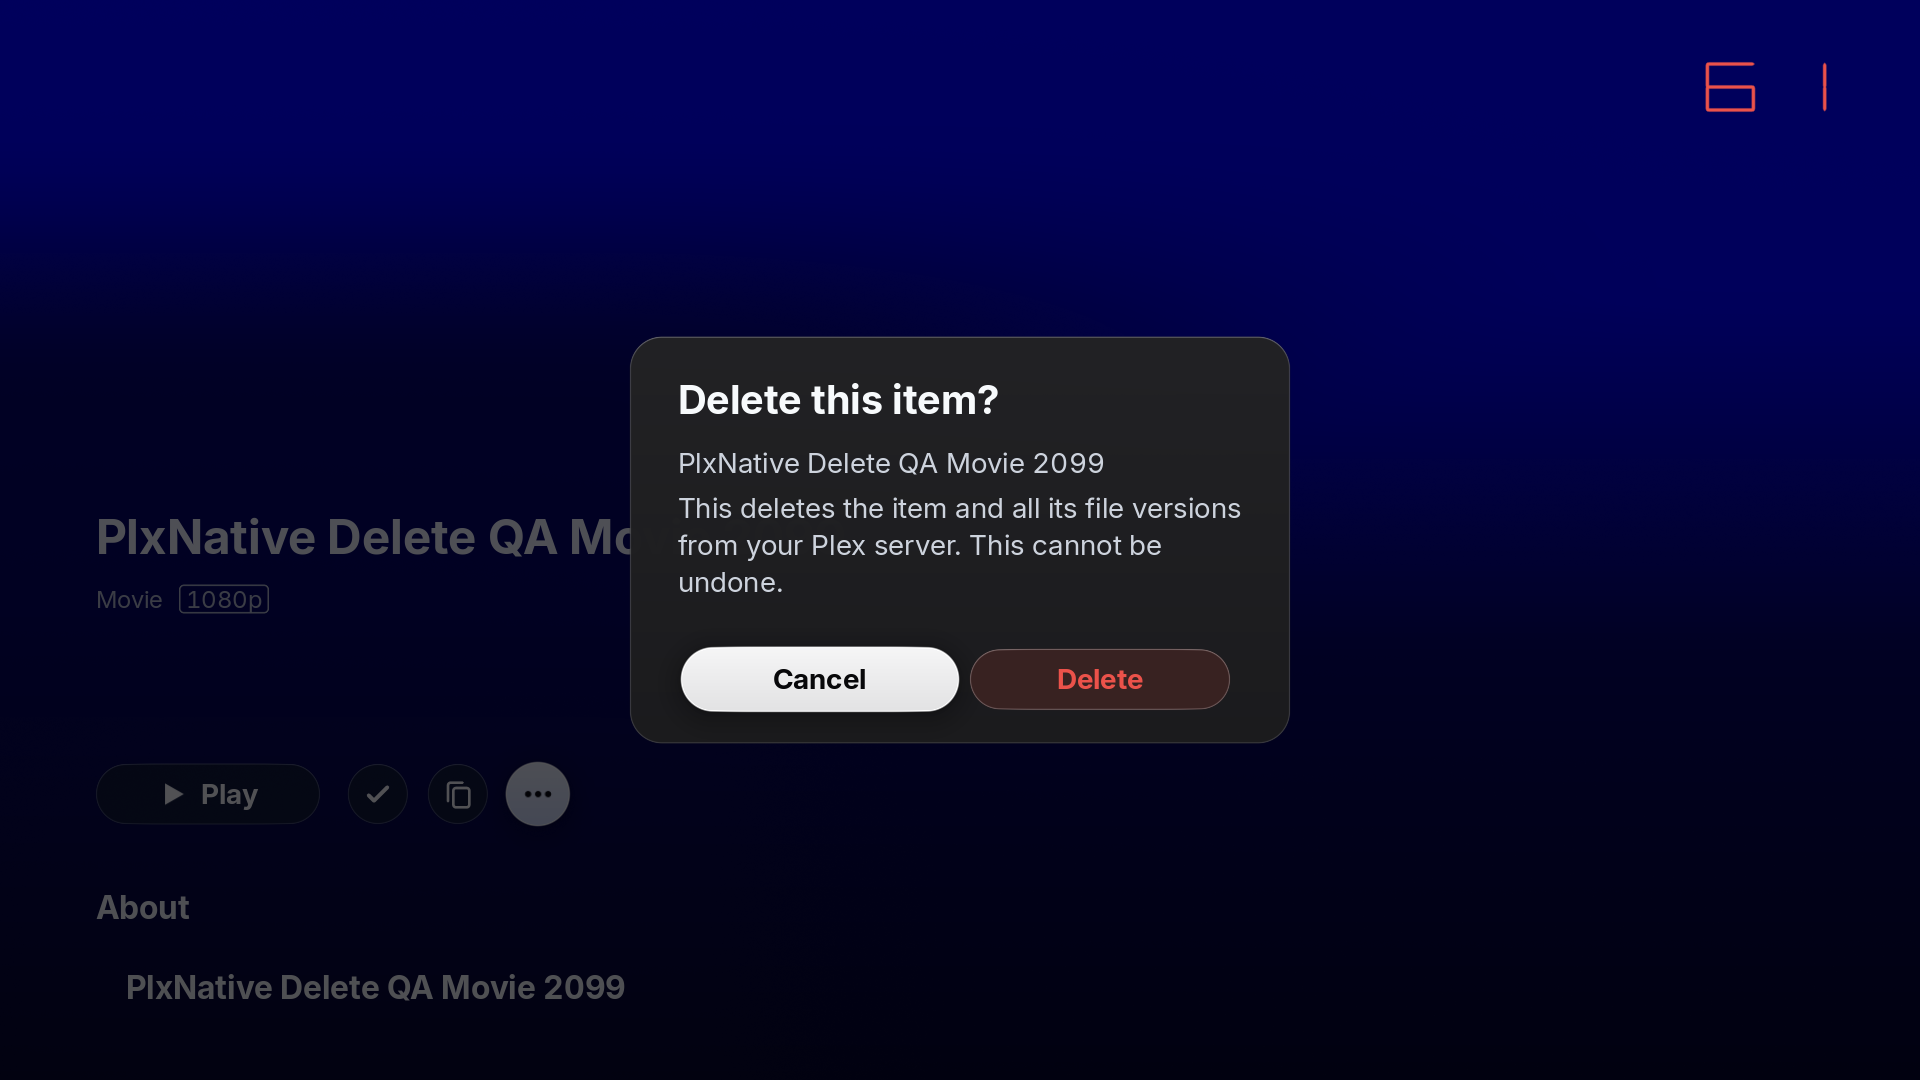 6 1
Delete this item?
PlxNative Delete QA Movie 2099
This deletes the item and all its file versions
from your Plex server. This cannot be
undone.
Cancel
Delete
PlxNative Delete QA Mo
Movie 1080p
Play
About
PlxNative Delete QA Movie 2099